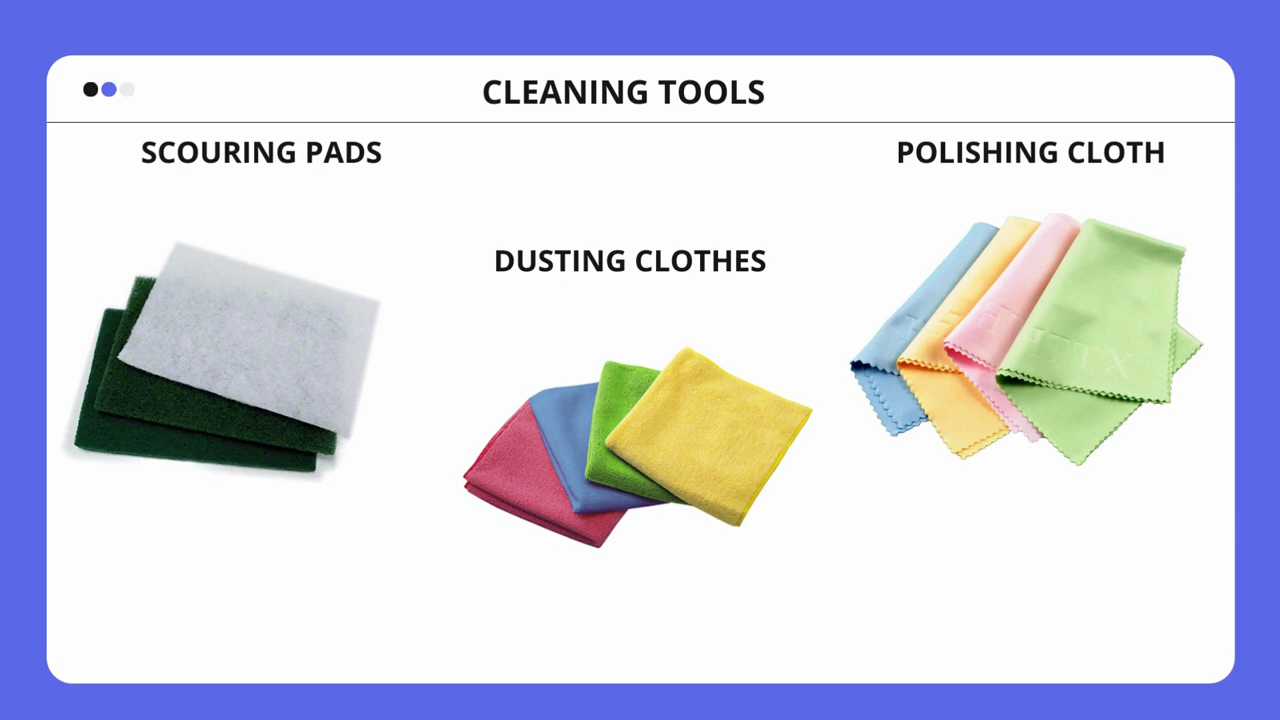 CLEANING TOOLS
SCOURING PADS
POLISHING CLOTH
DUSTING CLOTHES